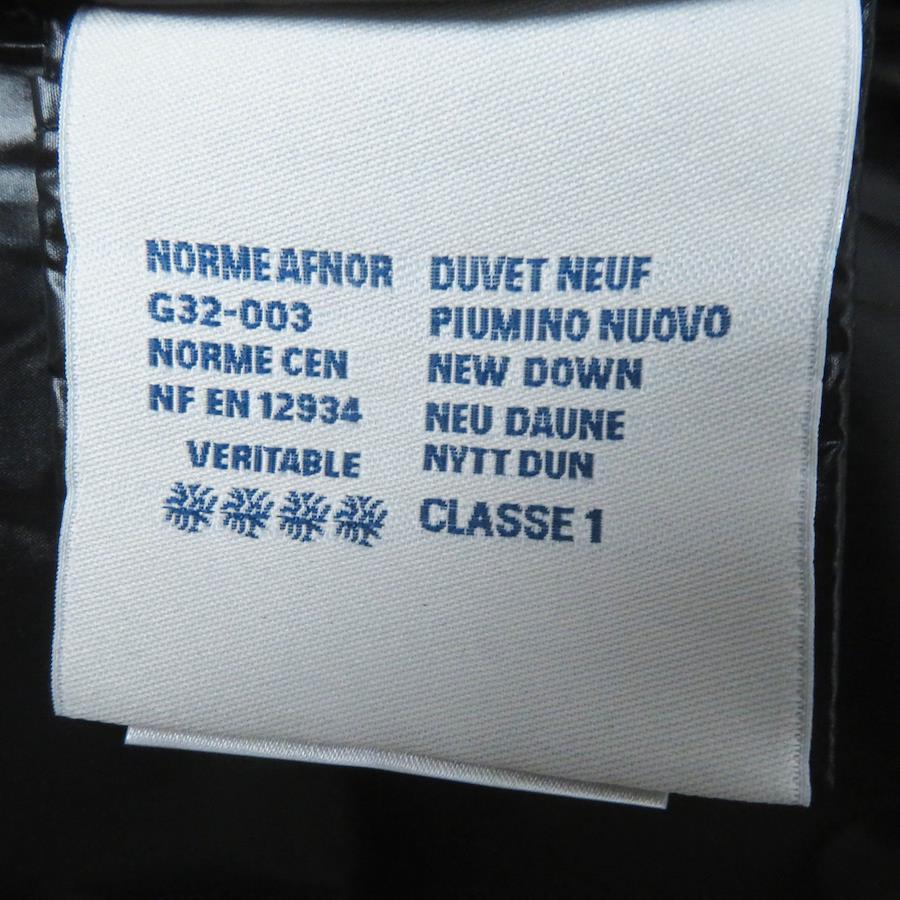 NORME AFNOR
G32-003
NORME CEN
NF EN 12934
VERITABLE
DUVET NEUF
PIUMINO NUOVO
NEW DOWN
NEU DAUNE
NYTT DUN
CLASSE 1